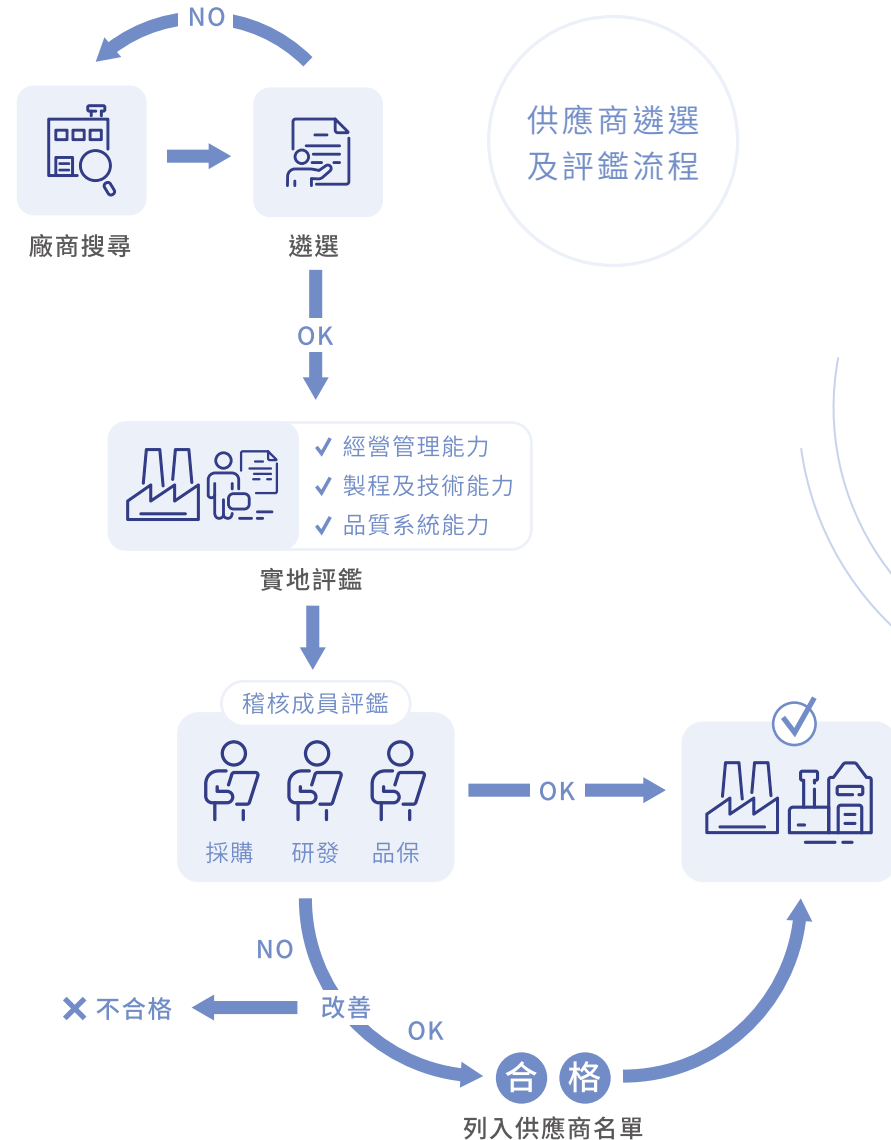 NO
供應商遴選
及評鑑流程
廠商搜尋
遴選
OK
經營管理能力
製程及技術能力
品質系統能力
實地評鑑
稽核成員評鑑
採購
研發
品保
OK
NO
不合格
改善
OK
合格
列入供應商名單